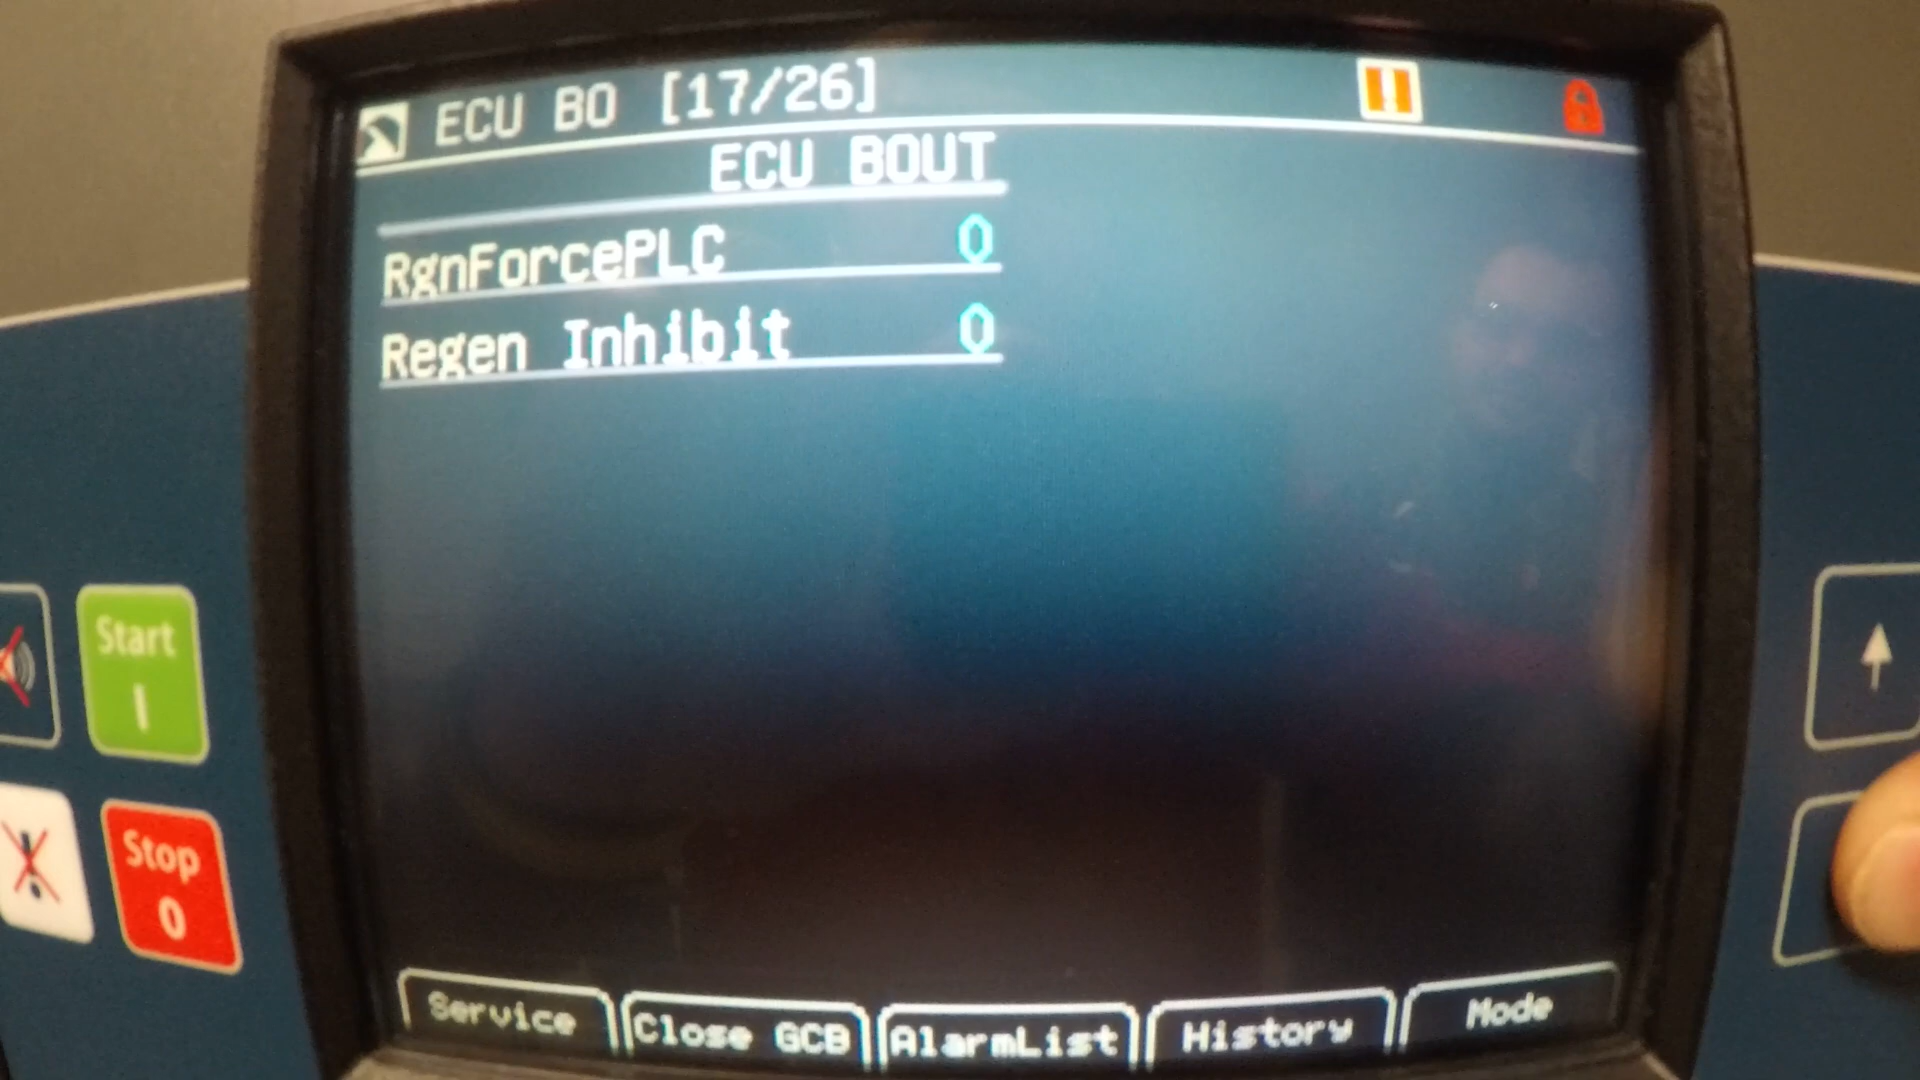 ECU BO [17/26]
ECU BOUT
RgnForcePLC 0
Regen Inhibit 0
Start
I
Stop
0
Service Close GCB AlarmList History Mode